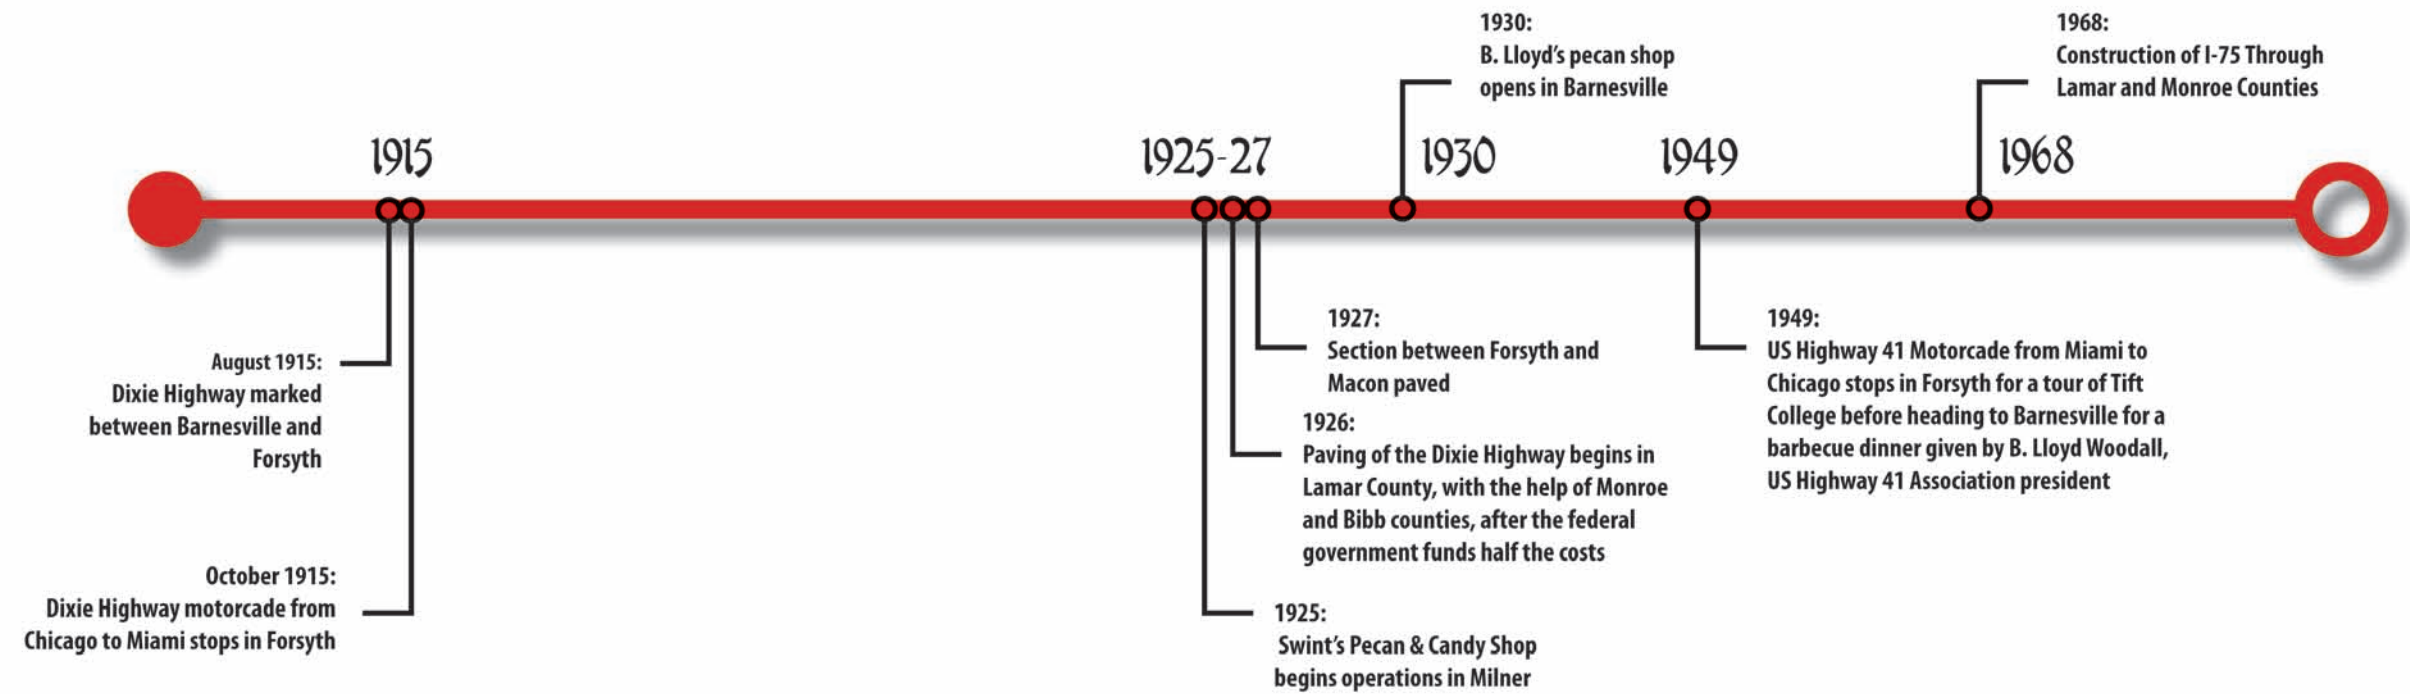 1930:
B. Lloyd's pecan shop
opens in Barnesville
1968:
Construction of I-75 Through
Lamar and Monroe Counties
1915
1925-27
1930
1949
1968
August 1915:
Dixie Highway marked
between Barnesville and
Forsyth
October 1915:
Dixie Highway motorcade from
Chicago to Miami stops in Forsyth
1927:
Section between Forsyth and
Macon paved
1926:
Paving of the Dixie Highway begins in
Lamar County, with the help of Monroe
and Bibb counties, after the federal
government funds half the costs
1925:
Swint's Pecan & Candy Shop
begins operations in Milner
1949:
US Highway 41 Motorcade from Miami to
Chicago stops in Forsyth for a tour of Tift
College before heading to Barnesville for a
barbecue dinner given by B. Lloyd Woodall,
US Highway 41 Association president